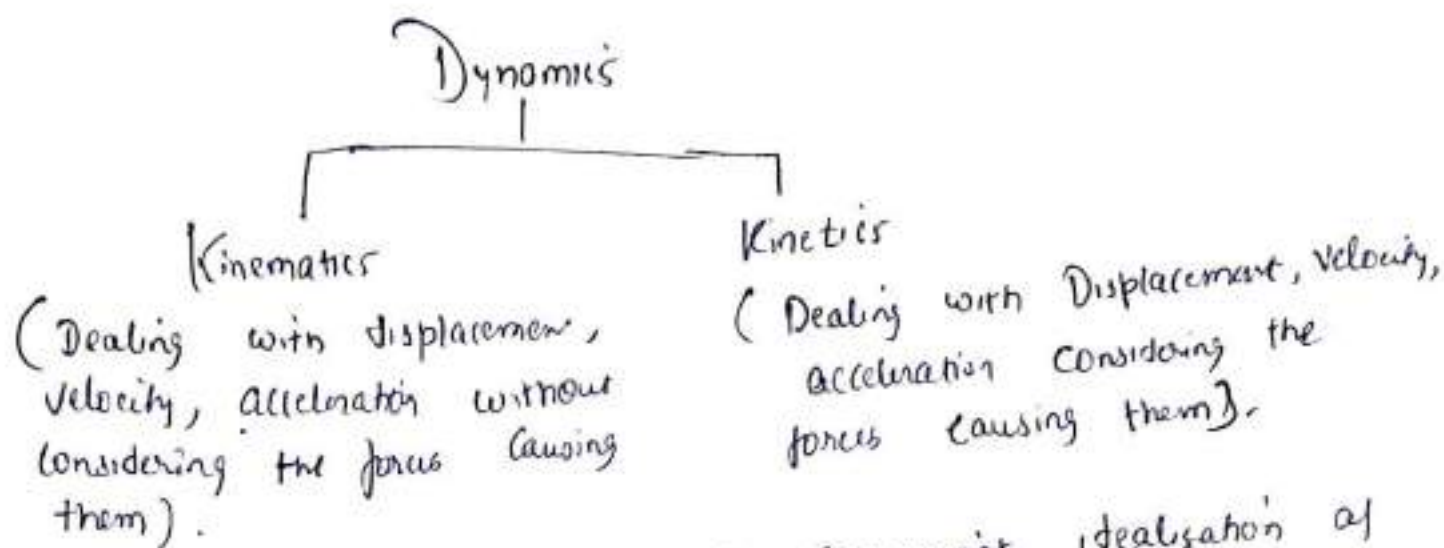 Dynamics
Kinematics
(Dealing with displacemen,
velocity, acceleration without
considering the forces causing
them).
Kinetics
(Dealing with Displacement, velocity,
acceleration considering the
forces causing them).
idealisation of